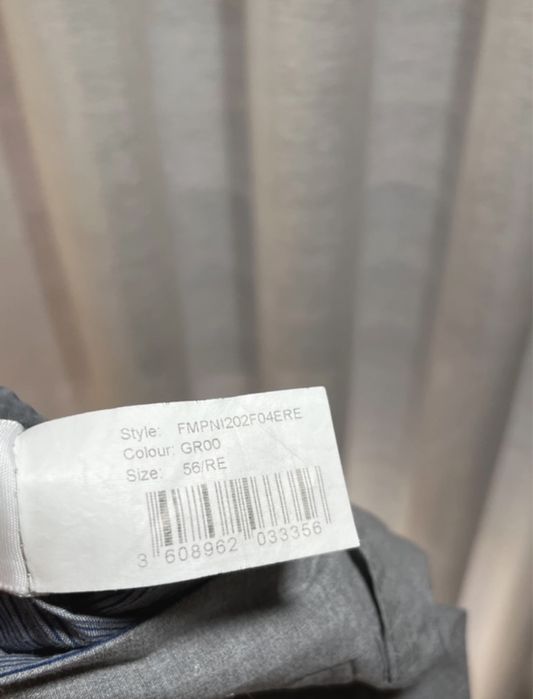 Style: FMPNI202F04ERE
Colour: GR00
Size: 56/RE
3 608962 033356